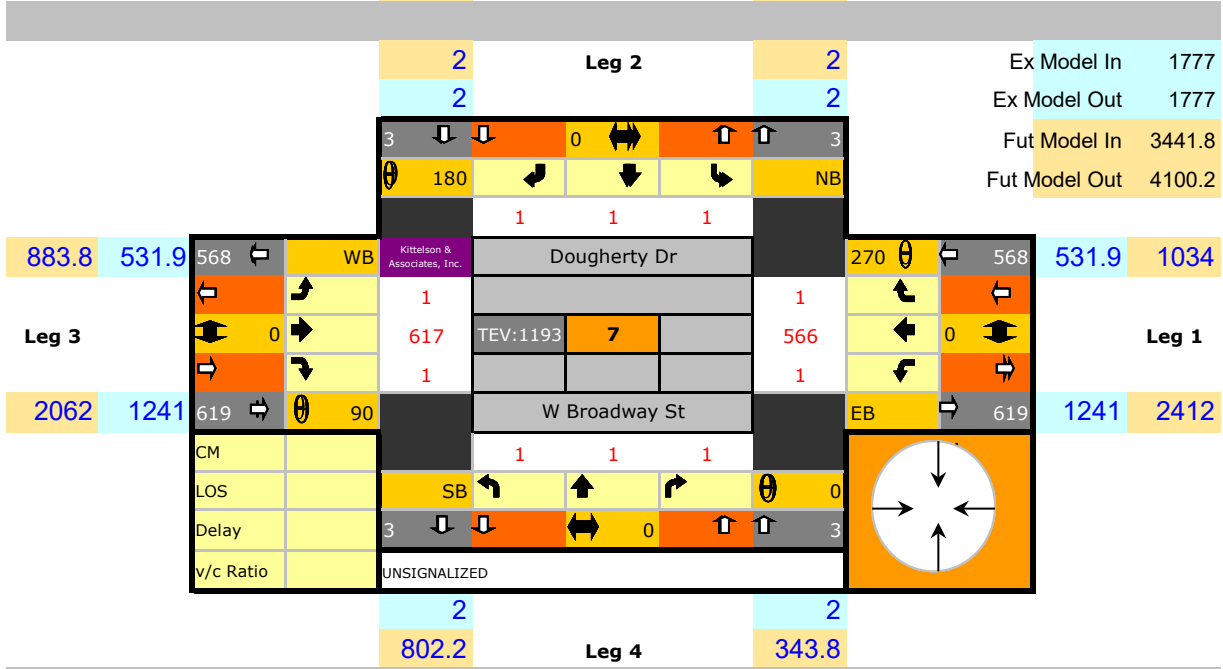 2 Leg 2 2 Ex Model In 1777
2 2 Ex Model Out 1777
3 0 3 Fut Model In 3441.8
θ 180 NB Fut Model Out 4100.2
1 1 1
883.8 531.9 568 WB Kittelson & Associates, Inc. Dougherty Dr 270 θ 568 531.9 1034
1 1
Leg 3 0 617 TEV:1193 7 566 0 Leg 1
1 1
2062 1241 619 θ 90 W Broadway St EB 619 1241 2412
CM 1 1 1
LOS SB θ 0
Delay 3 0 3
v/c Ratio UNSIGNALIZED
2 2
802.2 Leg 4 343.8